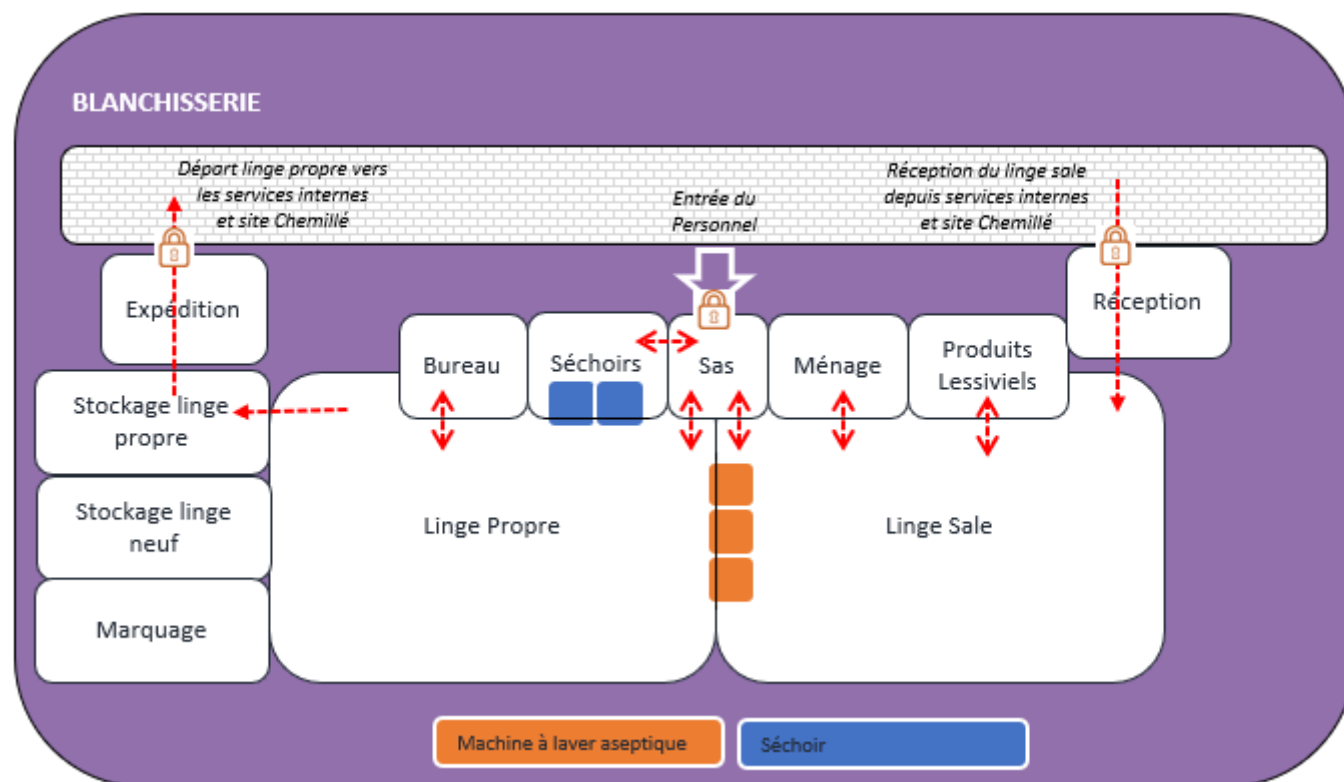 BLANCHISSERIE
Départ linge propre vers
les services internes
et site Chemillé
Entrée du
Personnel
Réception du linge sale
depuis services internes
et site Chemillé
Expédition
Réception
Bureau
Séchoirs
Sas
Ménage
Produits
Lessiviels
Stockage linge
propre
Stockage linge
neuf
Marquage
Linge Propre
Linge Sale
Machine à laver aseptique
Séchoir